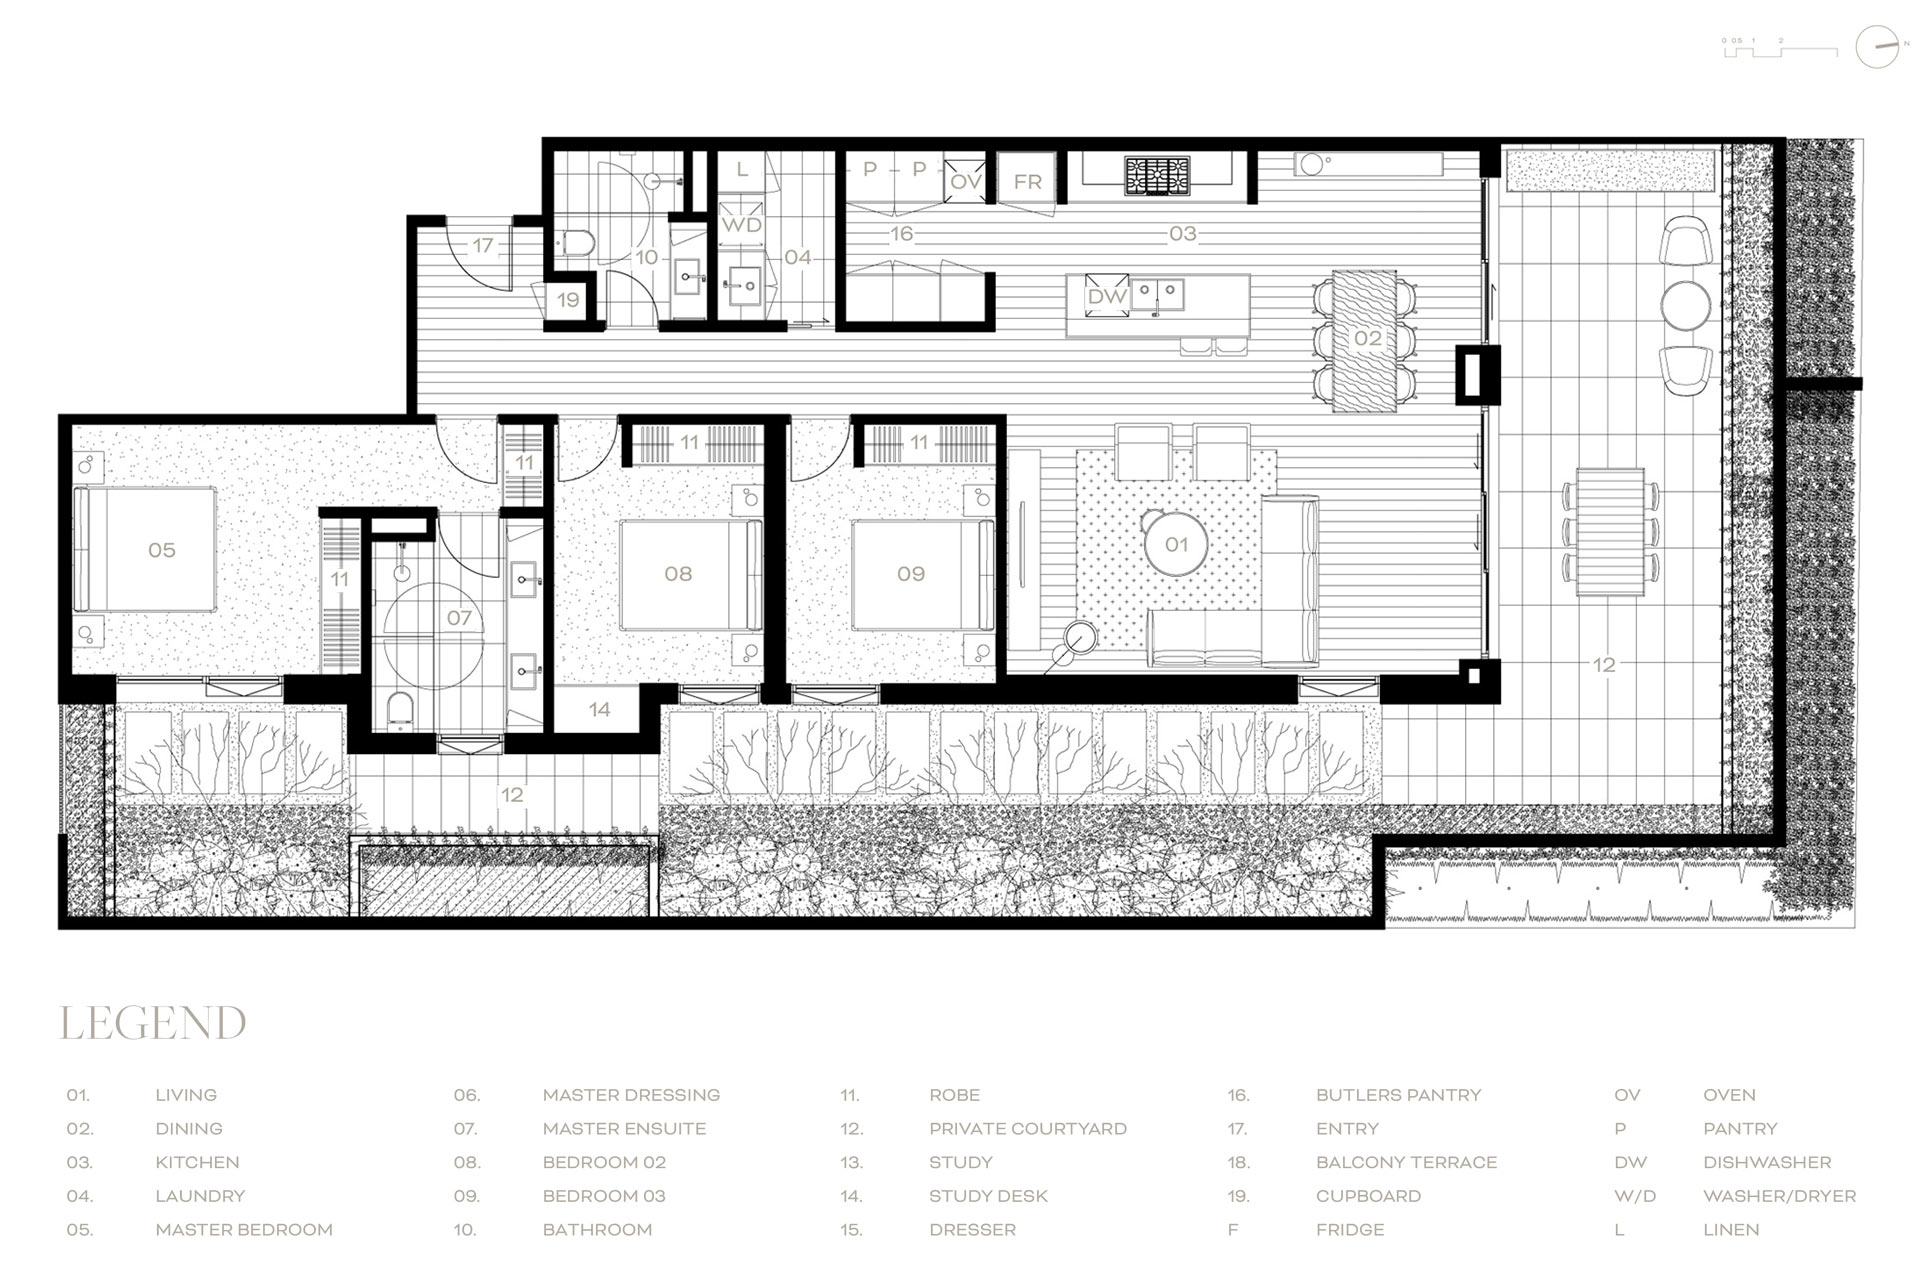 0 0.5 1 2
N
L
P P OV FR
WD
17
10
04
16
03
19
DW
02
11
11
11
05
11
08
09
01
07
12
14
12
LEGEND
01. LIVING
02. DINING
03. KITCHEN
04. LAUNDRY
05. MASTER BEDROOM
06. MASTER DRESSING
07. MASTER ENSUITE
08. BEDROOM 02
09. BEDROOM 03
10. BATHROOM
11. ROBE
12. PRIVATE COURTYARD
13. STUDY
14. STUDY DESK
15. DRESSER
16. BUTLERS PANTRY
17. ENTRY
18. BALCONY TERRACE
19. CUPBOARD
F FRIDGE
OV OVEN
P PANTRY
DW DISHWASHER
W/D WASHER/DRYER
L LINEN